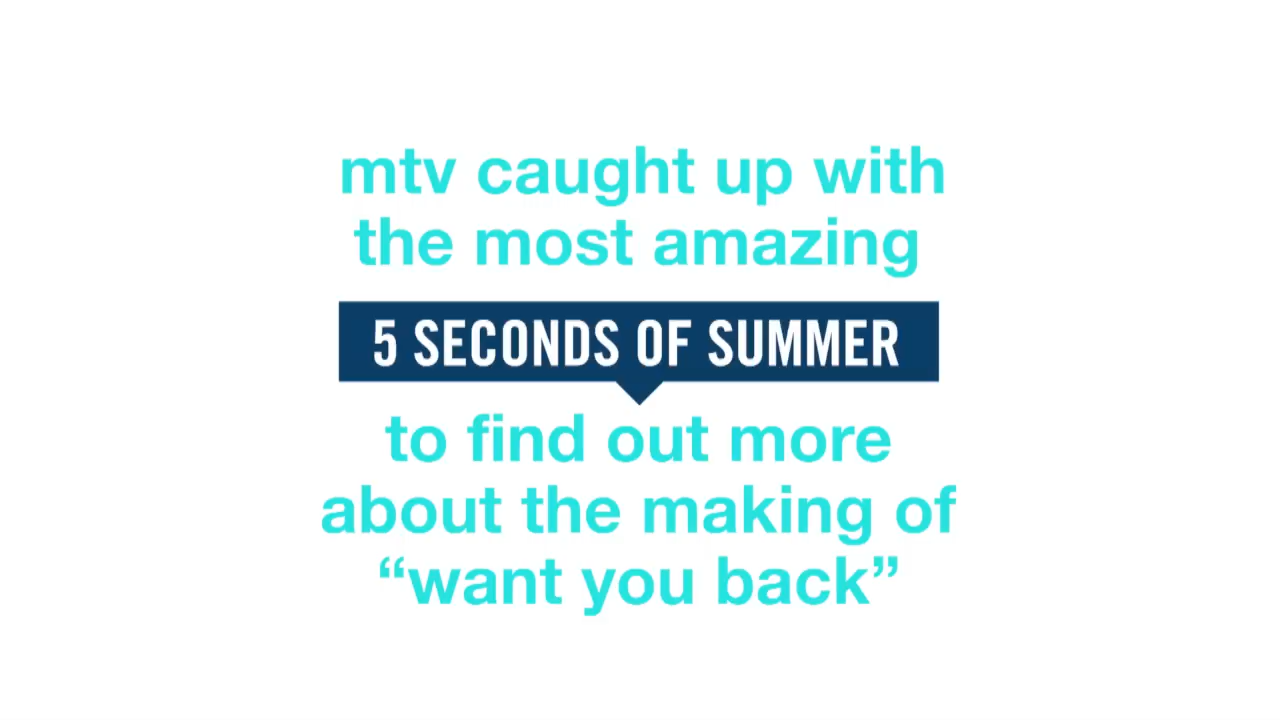 mtv caught up with
the most amazing
5 SECONDS OF SUMMER
to find out more
about the making of
“want you back”